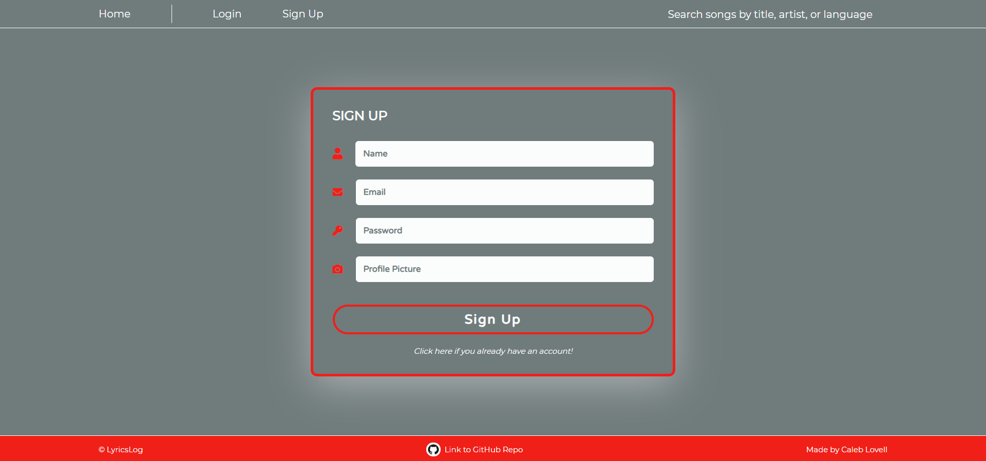 Home
Login
Sign Up
Search songs by title, artist, or language
SIGN UP
Name
Email
Password
Profile Picture
Sign Up
Click here if you already have an account!
© LyricsLog
Link to GitHub Repo
Made by Caleb Lovell